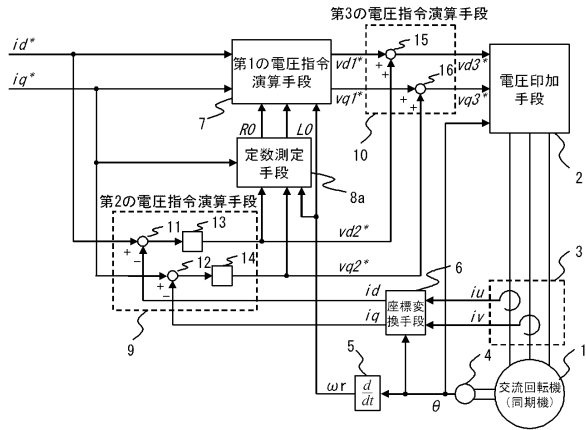 第3の電圧指令演算手段
id*
iq*
第1の電圧指令
演算手段
7
vd1*
vq1*
15
16
10
vd3*
vq3*
電圧印加
手段
2
R0
L0
定数測定
手段
8a
第2の電圧指令演算手段
11
13
12
14
9
vd2*
vq2*
id
iq
6
座標変
換手段
iu
iv
3
5
ωr
d
dt
θ
4
1
交流回転機
(同期機)
+
+
+
+
+
−
+
−